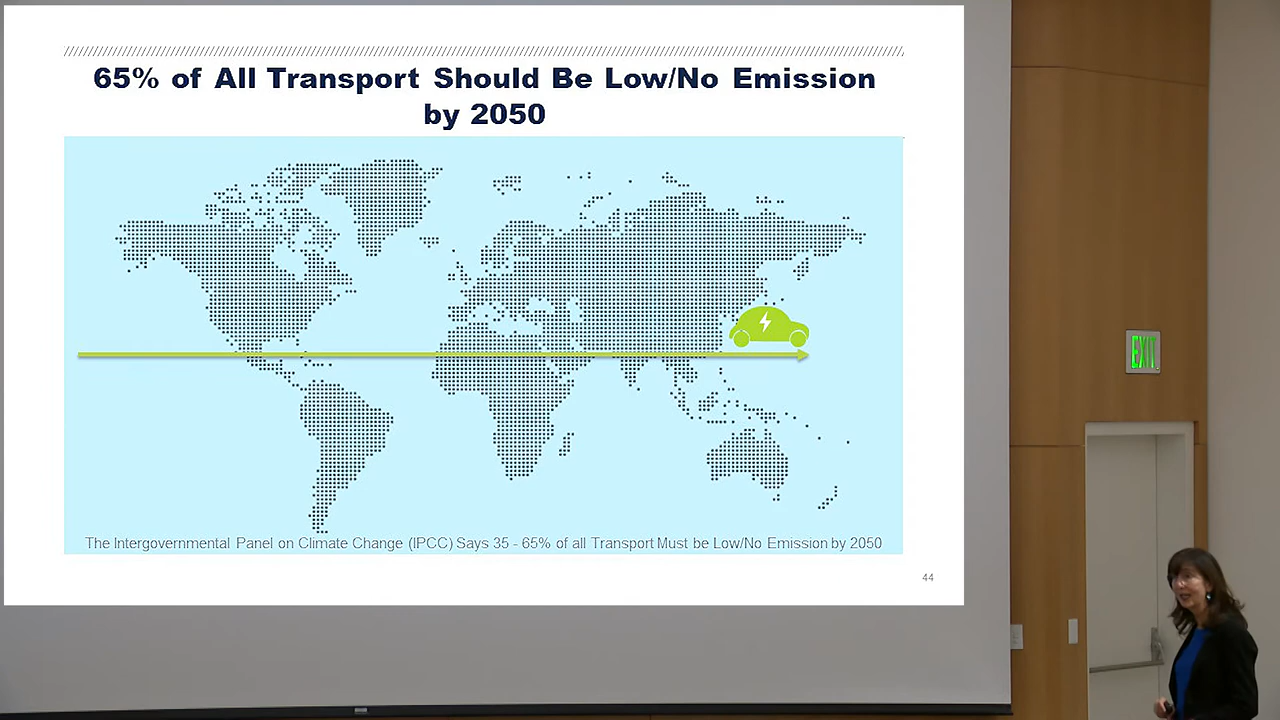 65% of All Transport Should Be Low/No Emission
by 2050
The Intergovernmental Panel on Climate Change (IPCC) Says 35 - 65% of all Transport Must be Low/No Emission by 2050
44
EXIT